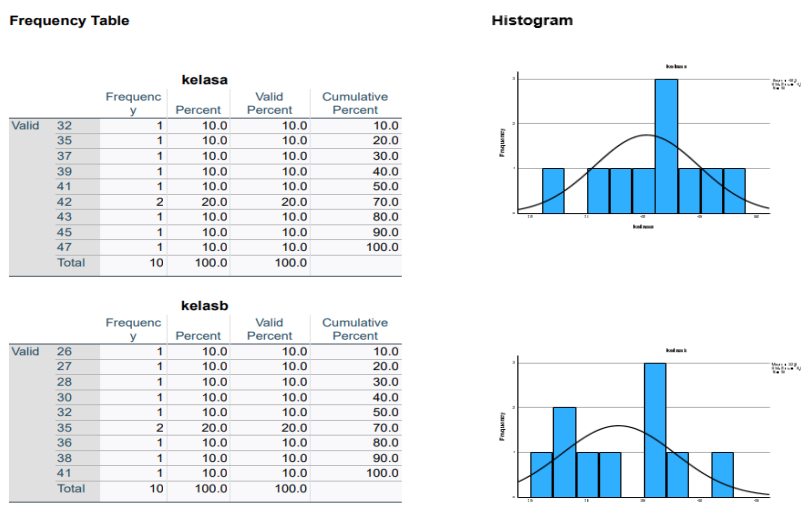 Frequency Table
kelasa
Frequency Percent Valid Percent Cumulative Percent
Valid 32 1 10.0 10.0 10.0
35 1 10.0 10.0 20.0
37 1 10.0 10.0 30.0
39 1 10.0 10.0 40.0
41 1 10.0 10.0 50.0
42 2 20.0 20.0 70.0
43 1 10.0 10.0 80.0
45 1 10.0 10.0 90.0
47 1 10.0 10.0 100.0
Total 10 100.0 100.0
kelasb
Frequency Percent Valid Percent Cumulative Percent
Valid 26 1 10.0 10.0 10.0
27 1 10.0 10.0 20.0
28 1 10.0 10.0 30.0
30 1 10.0 10.0 40.0
32 1 10.0 10.0 50.0
35 2 20.0 20.0 70.0
36 1 10.0 10.0 80.0
38 1 10.0 10.0 90.0
41 1 10.0 10.0 100.0
Total 10 100.0 100.0
Histogram
Frequency
kelasa
Frequency